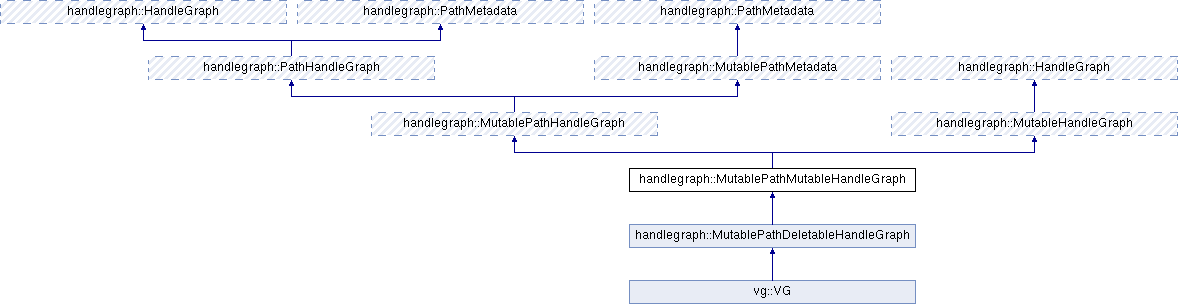 handlegraph::HandleGraph
handlegraph::PathMetadata
handlegraph::PathMetadata
handlegraph::PathHandleGraph
handlegraph::MutablePathMetadata
handlegraph::HandleGraph
handlegraph::MutablePathHandleGraph
handlegraph::MutableHandleGraph
handlegraph::MutablePathMutableHandleGraph
handlegraph::MutablePathDeletableHandleGraph
vg::VG